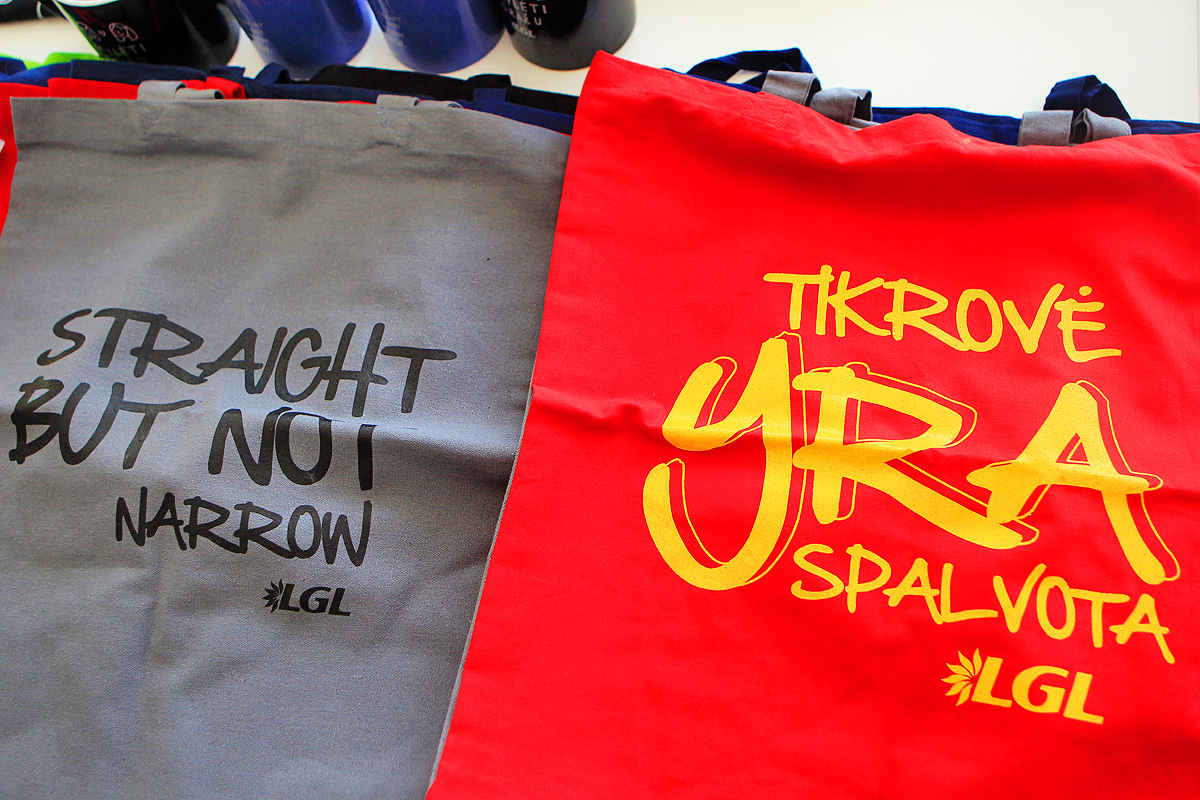 STRAIGHT
BUT NOT
NARROW
LGL
TIKROVĖ
YRA
SPALVOTA
LGL